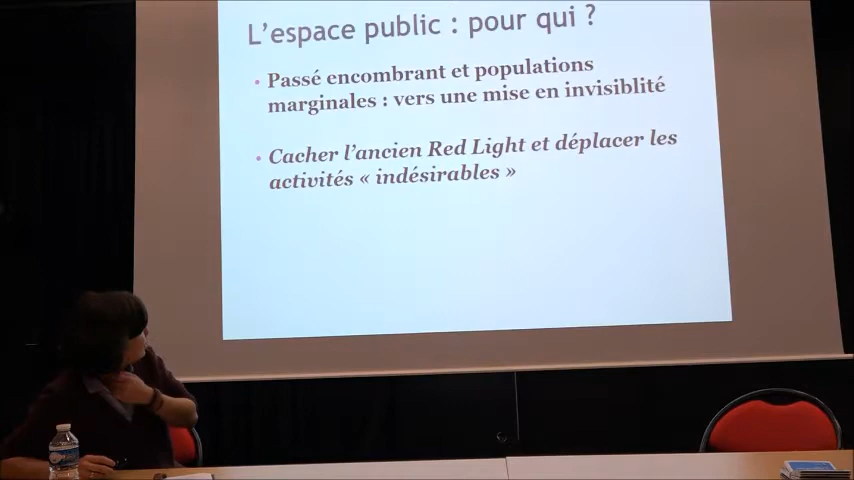 L'espace public : pour qui ?
• Passé encombrant et populations
marginales : vers une mise en invisiblité
• Cacher l'ancien Red Light et déplacer les
activités « indésirables »